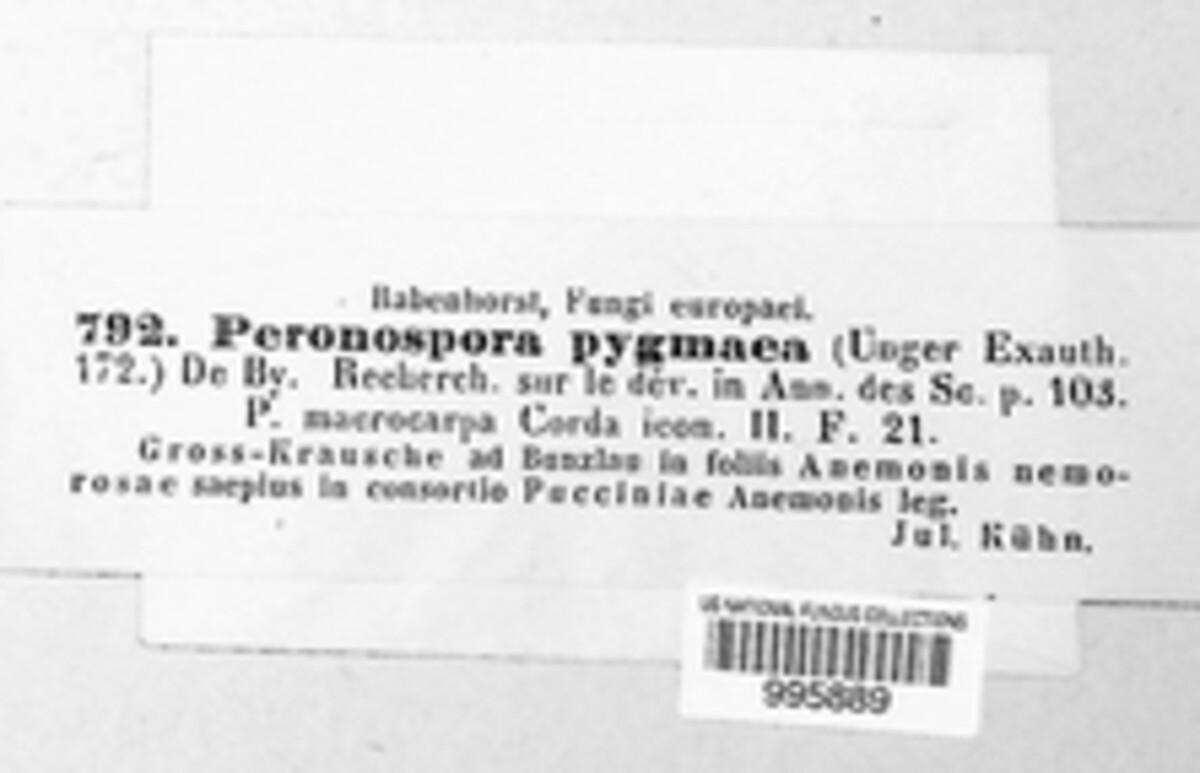 Rabenhorst, Fungi europaei.
792. Peronospora pygmaea (Unger Exauth.
172.) De By. Recherch. sur le dév. in Ann. des Sc. p. 103.
P. macrocarpa Corda icon. II. F. 21.
Gross-Krausche ad Bunzlau in foliis Anemonis nemo-
rosae saepius in consortio Pucciniae Anemonis leg.
Jul. Kühn.
US NATIONAL FUNGUS COLLECTIONS
995889